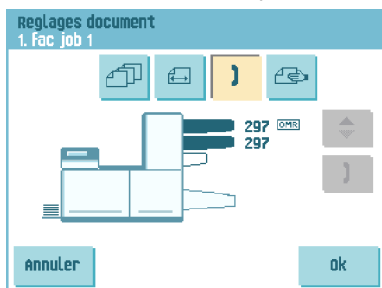 Reglages document
1. Fac job 1
297 OMR
297
Annuler
Ok